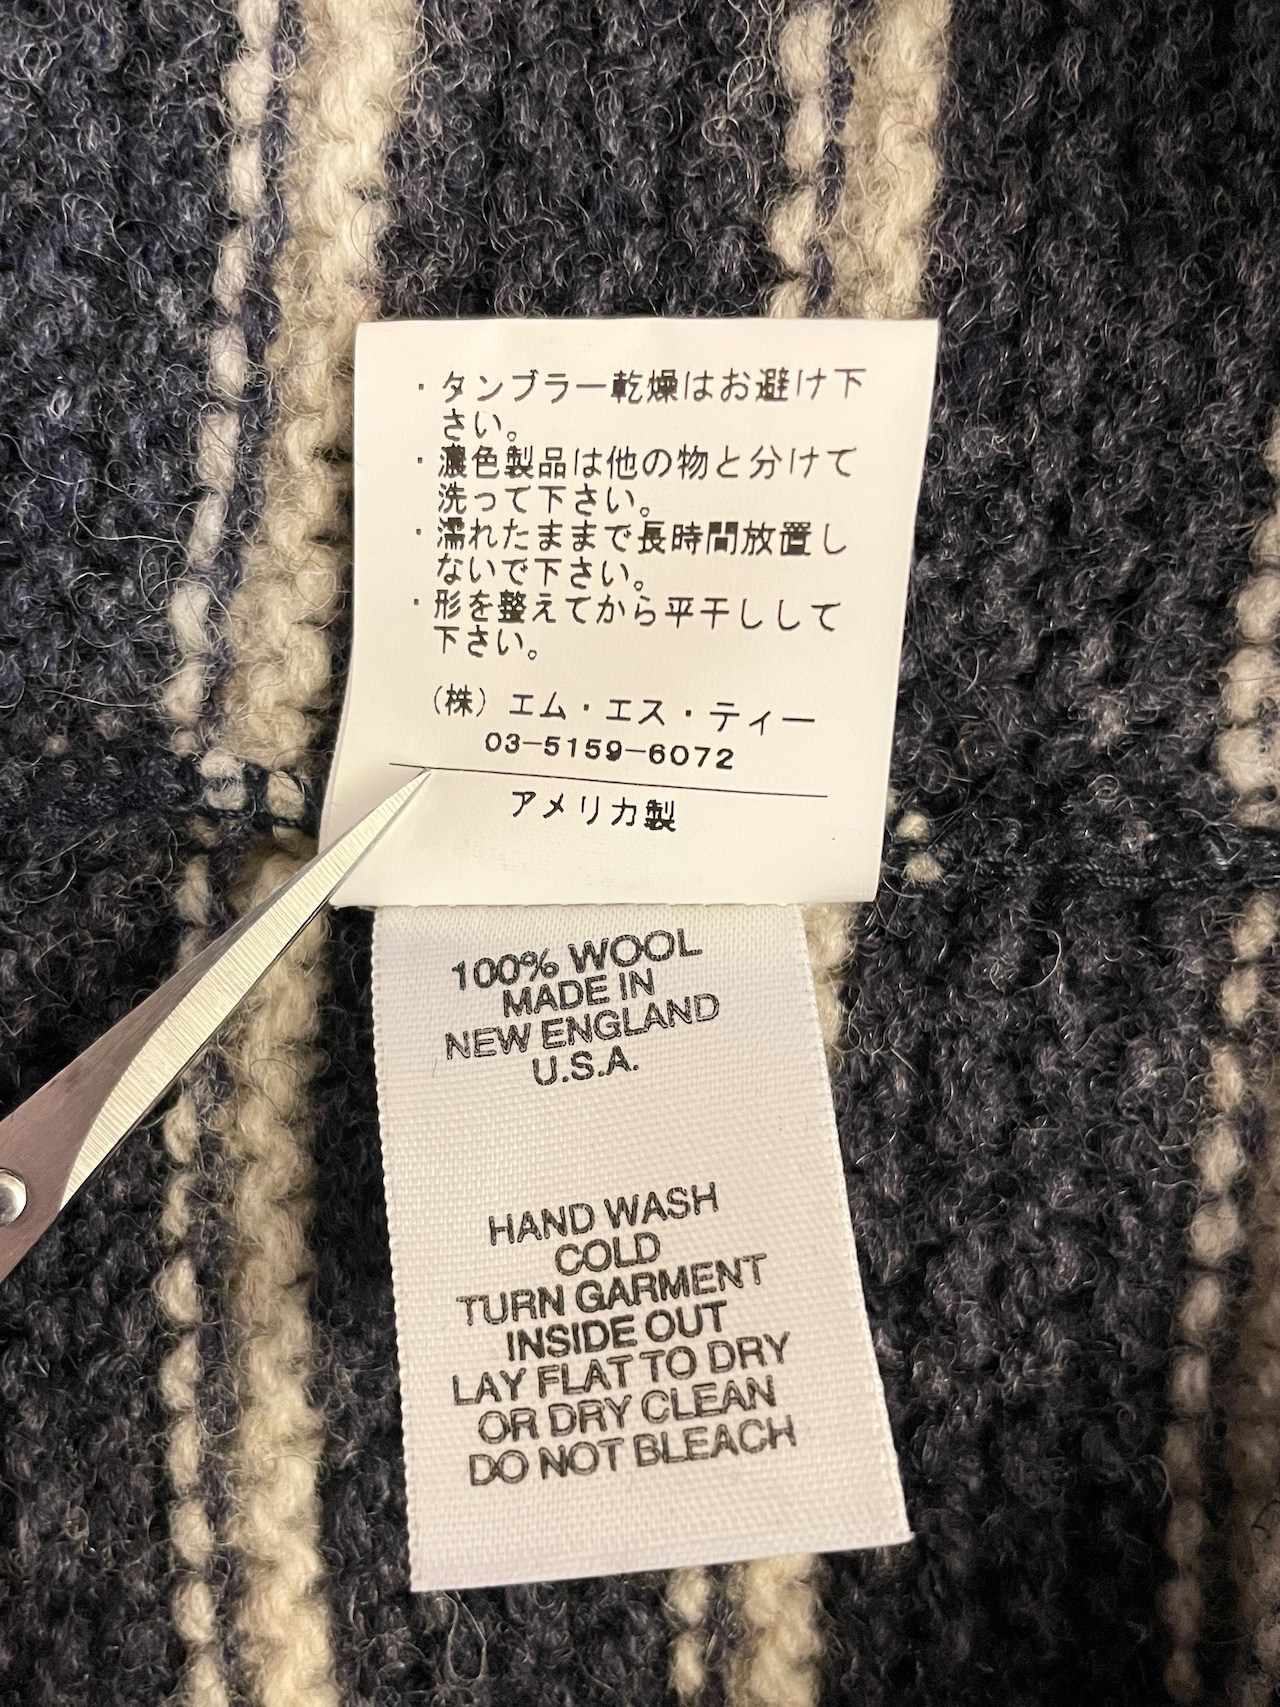 ・タンブラー乾燥はお避け下
さい。
・濃色製品は他の物と分けて
洗って下さい。
・濡れたままで長時間放置し
ないで下さい。
・形を整えてから平干しして
下さい。
(株) エム・エス・ティー
03-5159-6072
アメリカ製
100% WOOL
MADE IN
NEW ENGLAND
U.S.A.
HAND WASH
COLD
TURN GARMENT
INSIDE OUT
LAY FLAT TO DRY
OR DRY CLEAN
DO NOT BLEACH